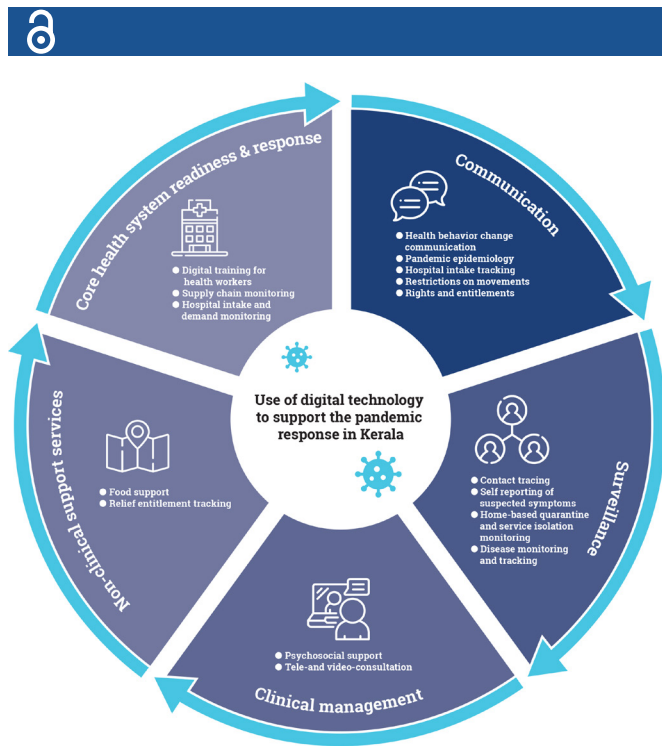 Core health system readiness & response
● Digital training for
health workers
● Supply chain monitoring
● Hospital intake and
demand monitoring
Communication
● Health behavior change
communication
● Pandemic epidemiology
● Hospital intake tracking
● Restrictions on movements
● Rights and entitlements
Use of digital technology
to support the pandemic
response in Kerala
Surveillance
● Contact tracing
● Self reporting of
suspected symptoms
● Home-based quarantine
and service isolation
monitoring
● Disease monitoring
and tracking
● Psychosocial support
● Tele-and video-consultation
Clinical management
Non-clinical support services
● Food support
● Relief entitlement tracking